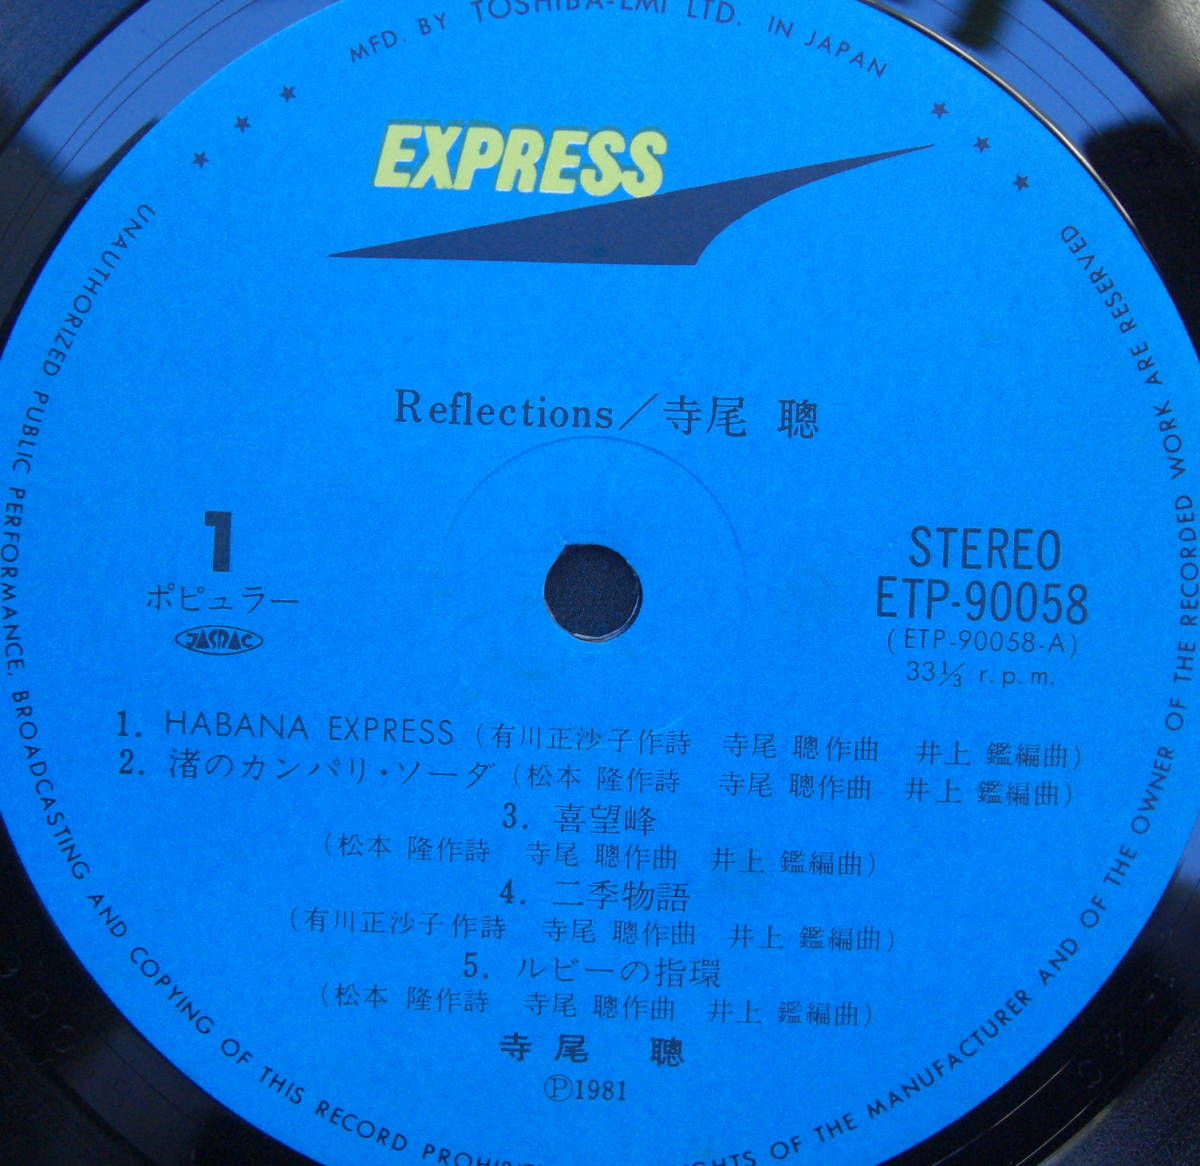 MFD. BY TOSHIBA-EMI LTD. IN JAPAN
EXPRESS
Reflections／寺尾 聰
1
ポピュラー
JASRAC
STEREO
ETP-90058
(ETP-90058-A)
33⅓ r.p.m.
1. HABANA EXPRESS (有川正沙子作詩 寺尾 聰作曲 井上 鑑編曲)
2. 渚のカンパリ・ソーダ (松本 隆作詩 寺尾 聰作曲 井上 鑑編曲)
3. 喜望峰
(松本 隆作詩 寺尾 聰作曲 井上 鑑編曲)
4. 二季物語
(有川正沙子作詩 寺尾 聰作曲 井上 鑑編曲)
5. ルビーの指環
(松本 隆作詩 寺尾 聰作曲 井上 鑑編曲)
寺尾 聰
Ⓟ1981
UNAUTHORIZED PUBLIC PERFORMANCE, BROADCASTING AND COPYING OF THIS RECORD PROHIBI GHTS OF THE MANUFACTURER AND OF THE OWNER OF THE RECORDED WORK ARE RESERVED